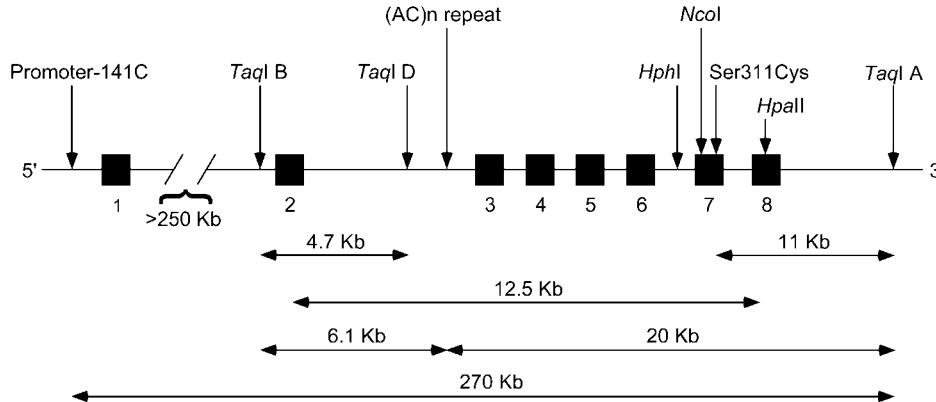 (AC)n repeat
NcoI
Promoter-141C
TaqI B
TaqI D
HphI
Ser311Cys
TaqI A
HpaII
5'
3'
1
2
3
4
5
6
7
8
>250 Kb
4.7 Kb
11 Kb
12.5 Kb
6.1 Kb
20 Kb
270 Kb